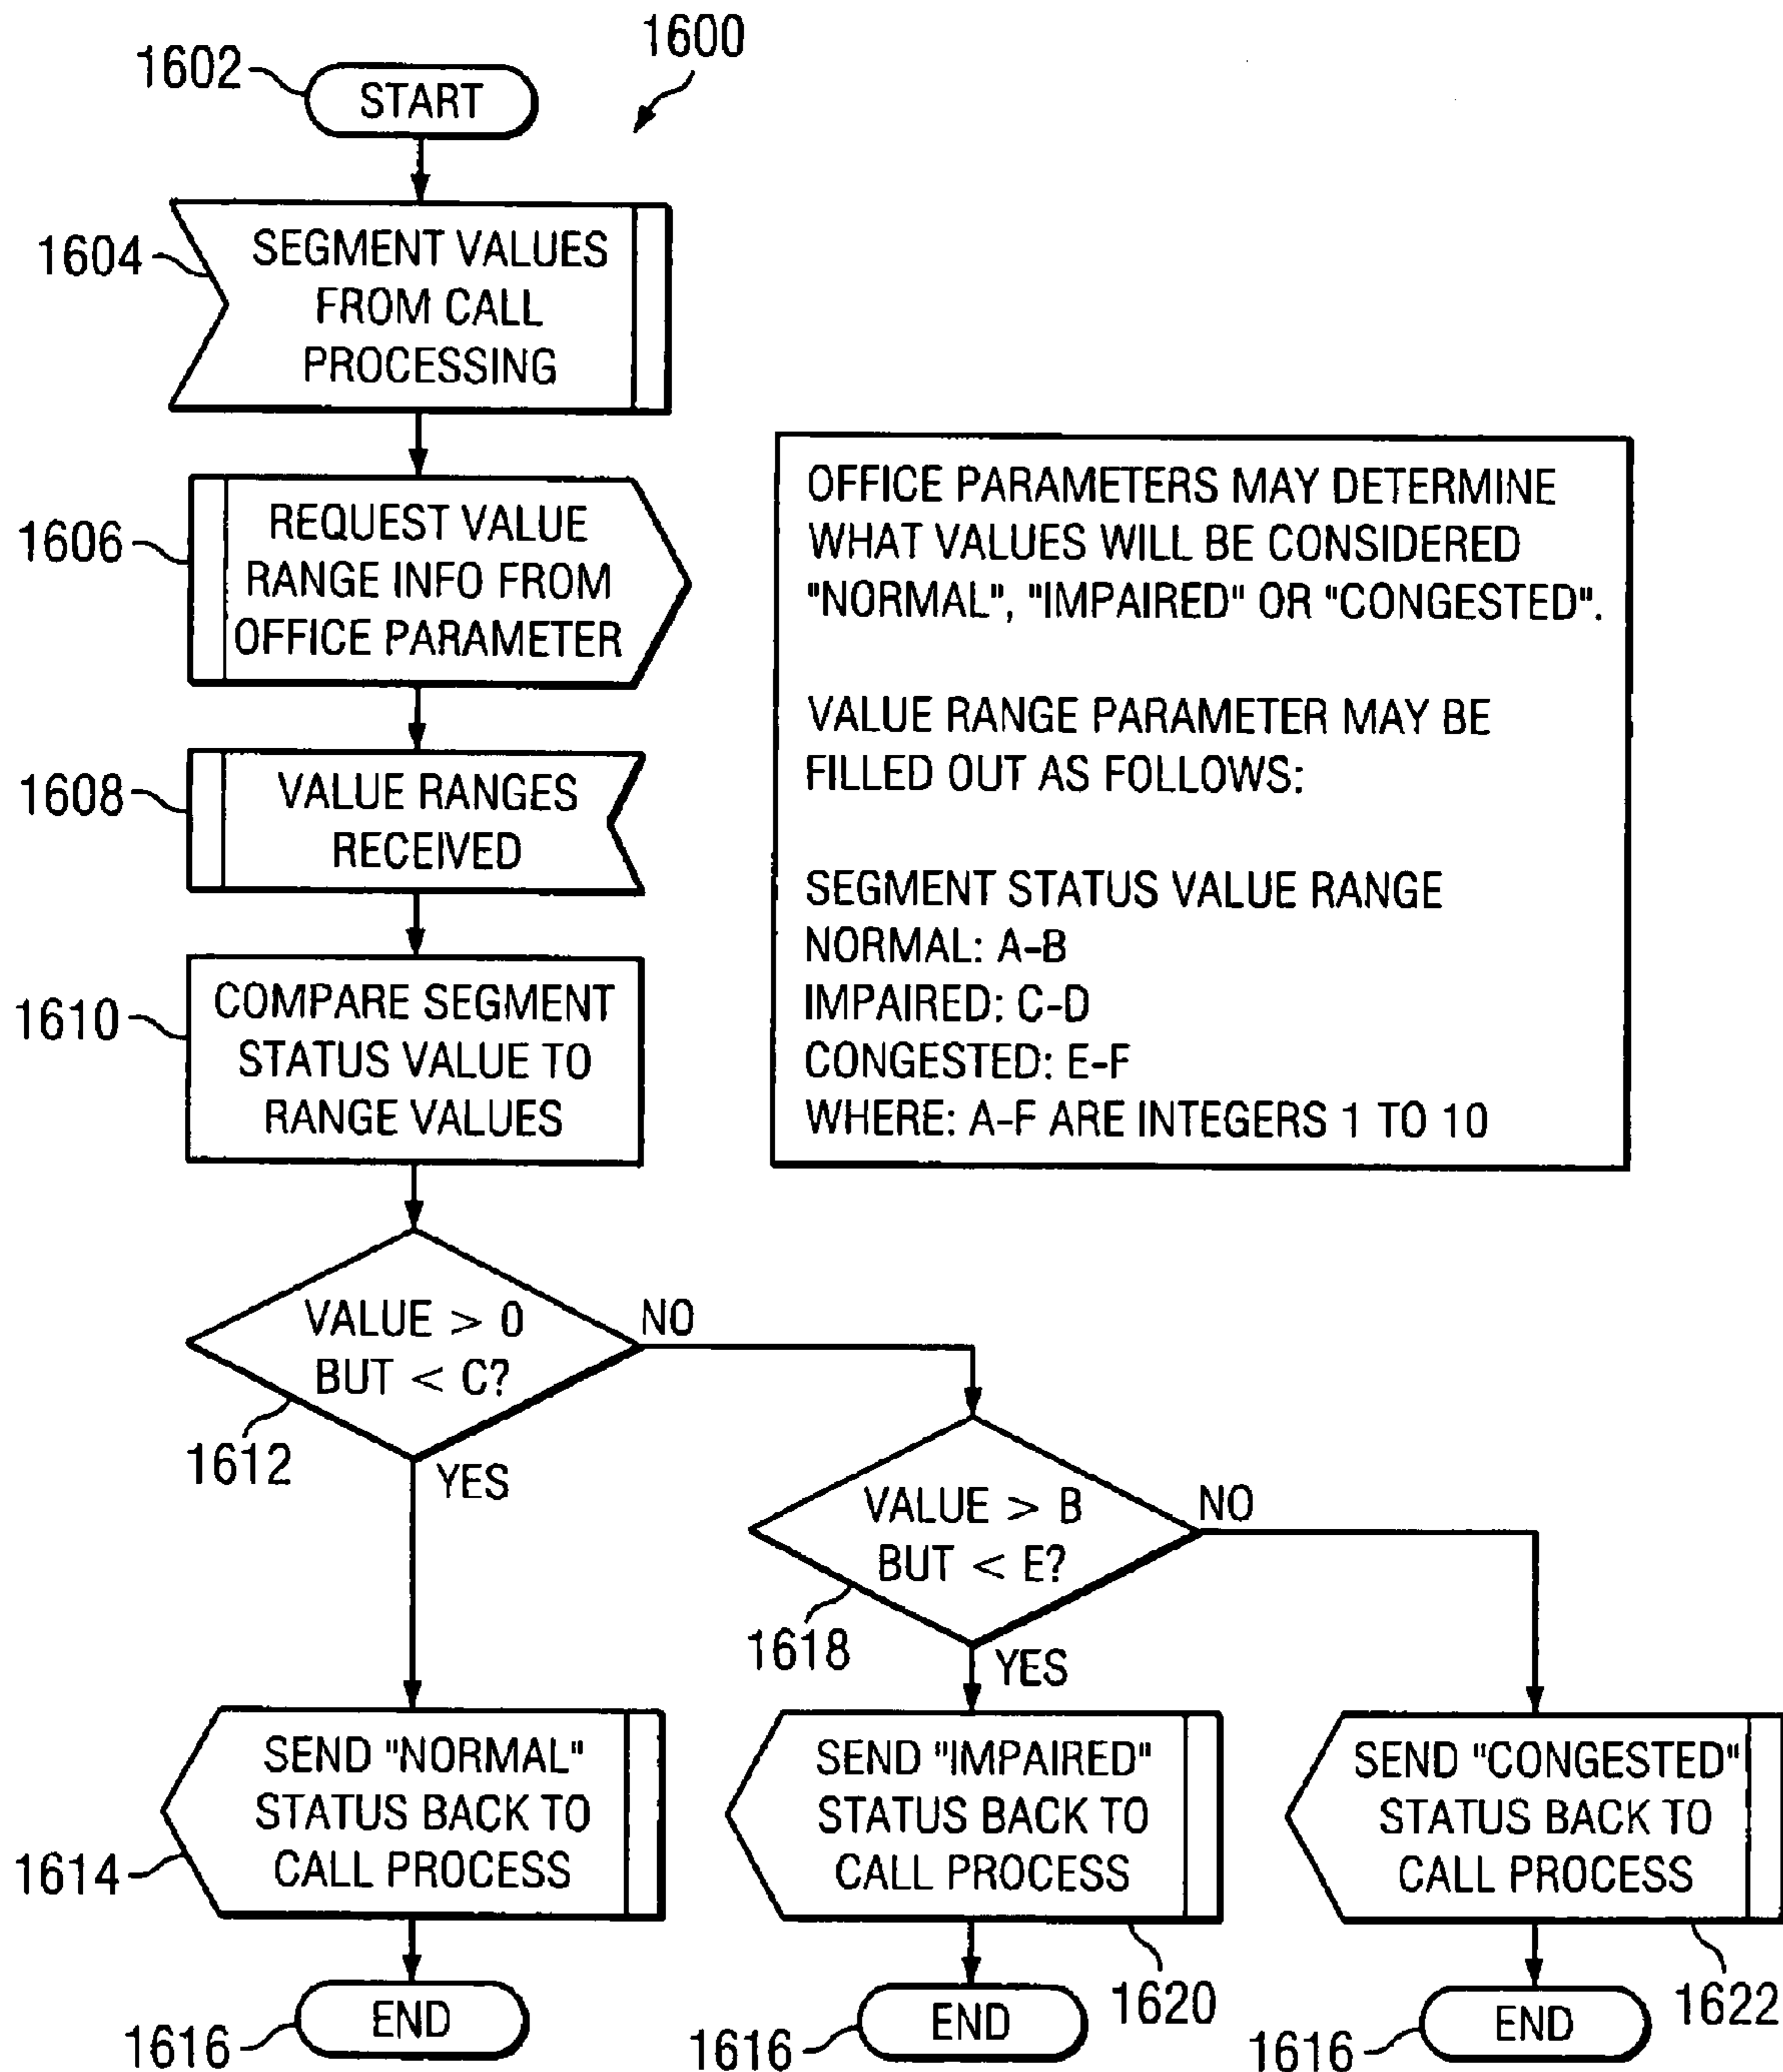 1600
1602
START
1604
SEGMENT VALUES
FROM CALL
PROCESSING
1606
REQUEST VALUE
RANGE INFO FROM
OFFICE PARAMETER
1608
VALUE RANGES
RECEIVED
1610
COMPARE SEGMENT
STATUS VALUE TO
RANGE VALUES
OFFICE PARAMETERS MAY DETERMINE
WHAT VALUES WILL BE CONSIDERED
"NORMAL", "IMPAIRED" OR "CONGESTED".
VALUE RANGE PARAMETER MAY BE
FILLED OUT AS FOLLOWS:
SEGMENT STATUS VALUE RANGE
NORMAL: A-B
IMPAIRED: C-D
CONGESTED: E-F
WHERE: A-F ARE INTEGERS 1 TO 10
VALUE > 0
BUT < C?
NO
1612
YES
VALUE > B
BUT < E?
NO
1618
YES
SEND "NORMAL"
STATUS BACK TO
CALL PROCESS
1614
SEND "IMPAIRED"
STATUS BACK TO
CALL PROCESS
1620
SEND "CONGESTED"
STATUS BACK TO
CALL PROCESS
1622
END
1616
END
1616
END
1616